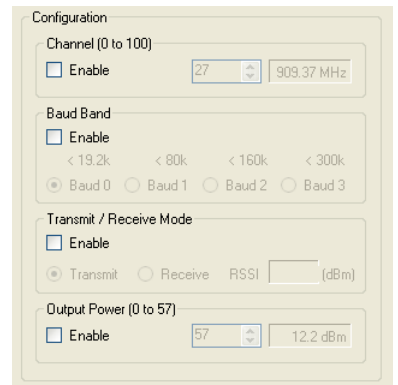 Configuration
Channel (0 to 100)
Enable 27 909.37 MHz
Baud Band
Enable
< 19.2k < 80k < 160k < 300k
Baud 0 Baud 1 Baud 2 Baud 3
Transmit / Receive Mode
Enable
Transmit Receive RSSI (dBm)
Output Power (0 to 57)
Enable 57 12.2 dBm